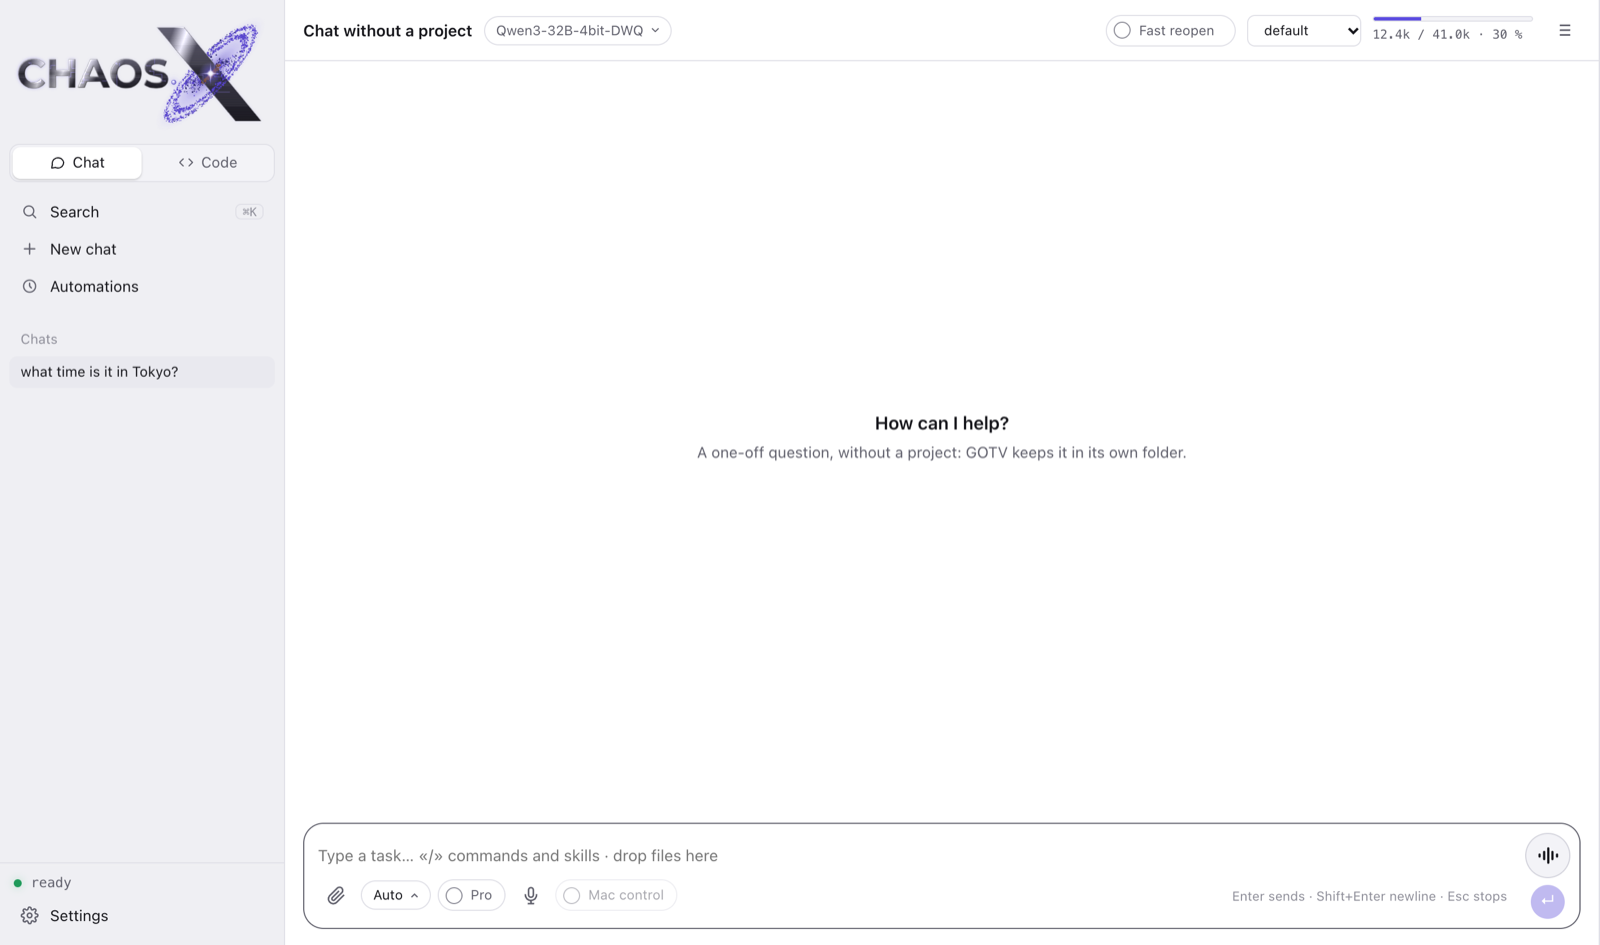 CHAOSX
Chat
Code
Search
⌘K
New chat
Automations
Chats
what time is it in Tokyo?
ready
Settings
Chat without a project
Qwen3-32B-4bit-DWQ
Fast reopen
default
12.4k / 41.0k · 30 %
How can I help?
A one-off question, without a project: GOTV keeps it in its own folder.
Type a task... «/» commands and skills · drop files here
Auto
Pro
Mac control
Enter sends · Shift+Enter newline · Esc stops